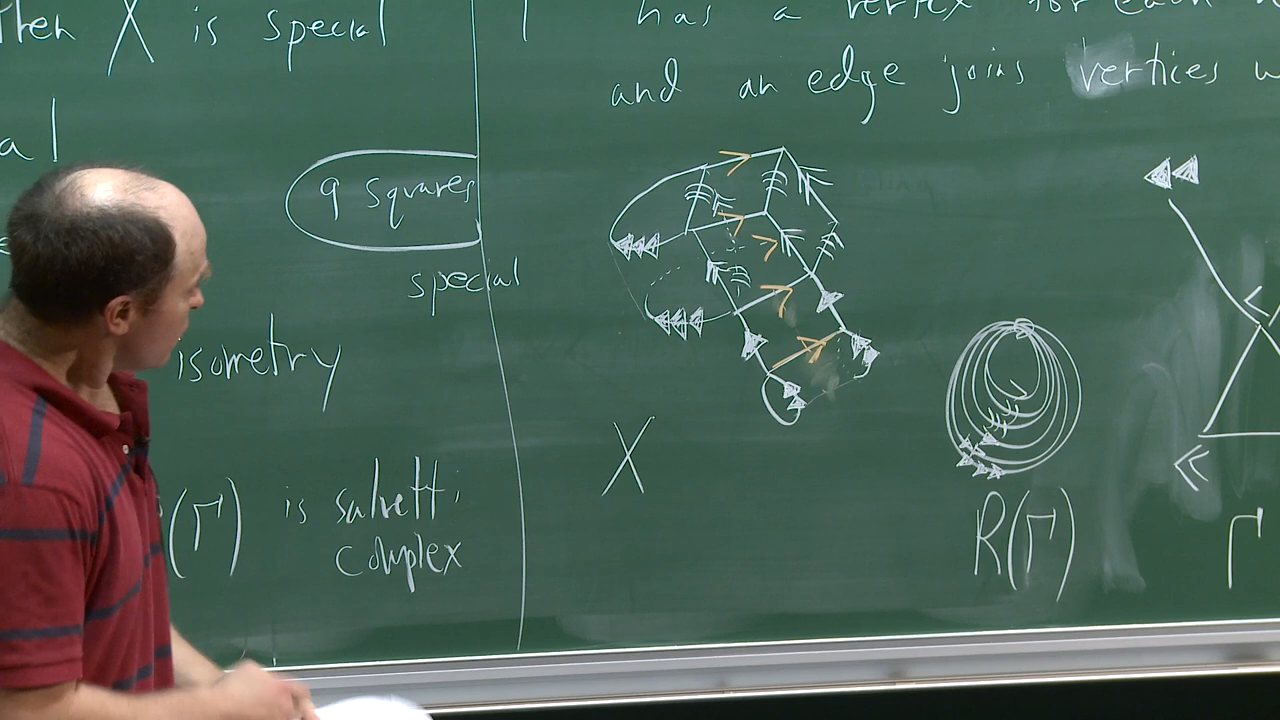 then X is special
al
9 squares
special
isometry
(Γ) is salvetti
complex
has a vertex for each
and an edge joins vertices w
X
R(Γ)
Γ